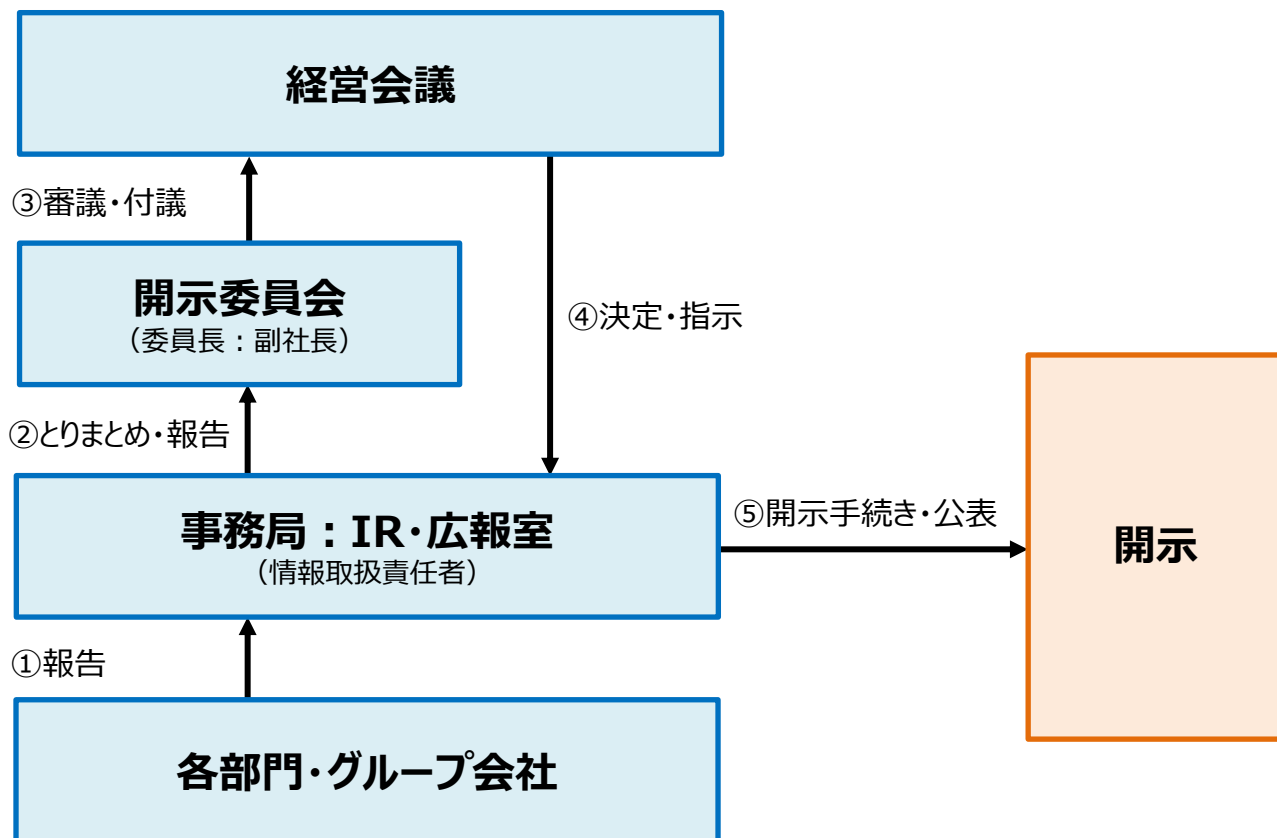 経営会議
③審議・付議
開示委員会
（委員長：副社長）
④決定・指示
②とりまとめ・報告
事務局：IR・広報室
（情報取扱責任者）
⑤開示手続き・公表
開示
①報告
各部門・グループ会社